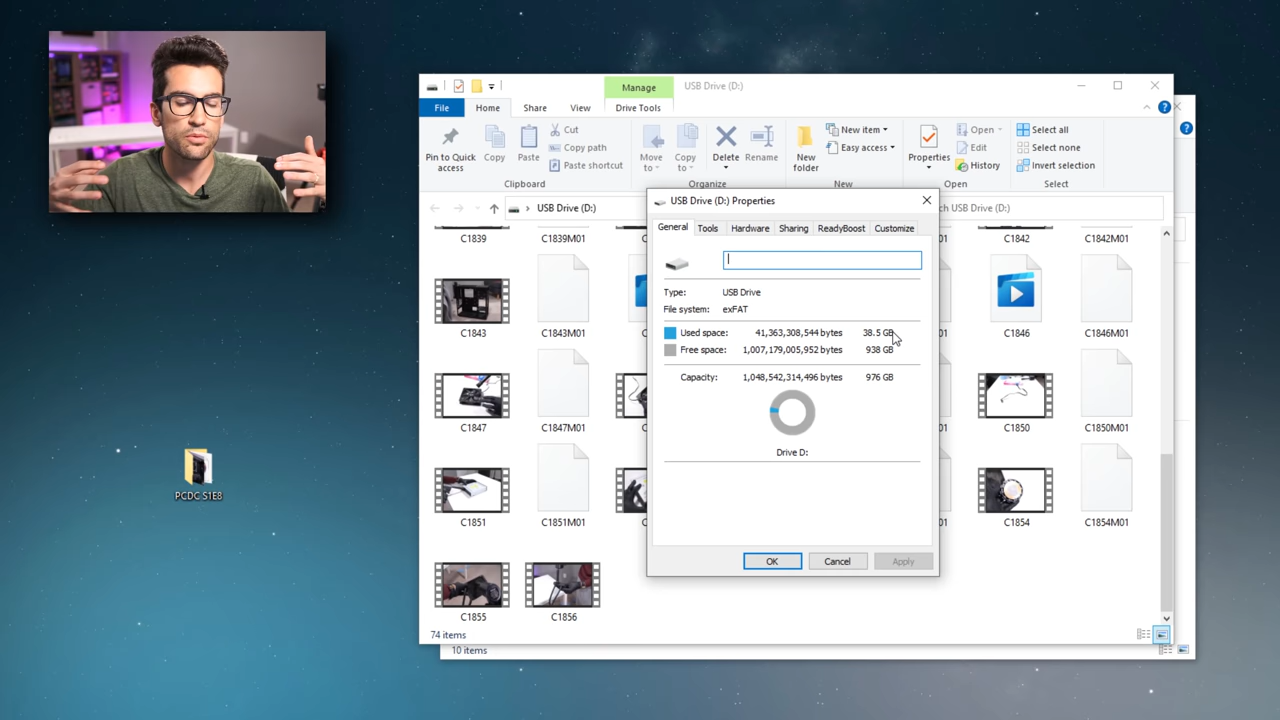 Manage
USB Drive (D:)
File
Home
Share
View
Drive Tools
Pin to Quick access
Copy
Paste
Cut
Copy path
Paste shortcut
Clipboard
Move to
Copy to
Delete
Rename
Organize
New folder
New item
Easy access
New
Properties
Open
Edit
History
Open
Select all
Select none
Invert selection
Select
USB Drive (D:)
USB Drive (D:)
USB Drive (D:) Properties
General
Tools
Hardware
Sharing
ReadyBoost
Customize
Type: USB Drive
File system: exFAT
Used space: 41,363,308,544 bytes 38.5 GB
Free space: 1,007,179,005,952 bytes 938 GB
Capacity: 1,048,542,314,496 bytes 976 GB
Drive D:
OK
Cancel
Apply
C1839
C1839M01
C1842
C1842M01
C1843
C1843M01
C1846
C1846M01
C1847
C1847M01
C1850
C1850M01
C1851
C1851M01
C1854
C1854M01
C1855
C1856
74 items
10 items
PCDC S1E8